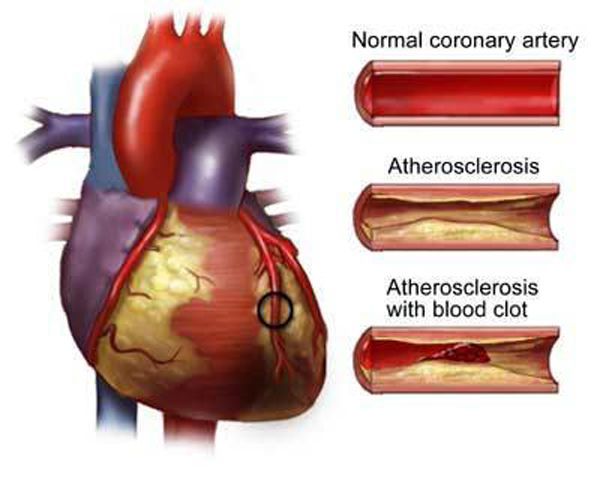 Normal coronary artery
Atherosclerosis
Atherosclerosis
with blood clot